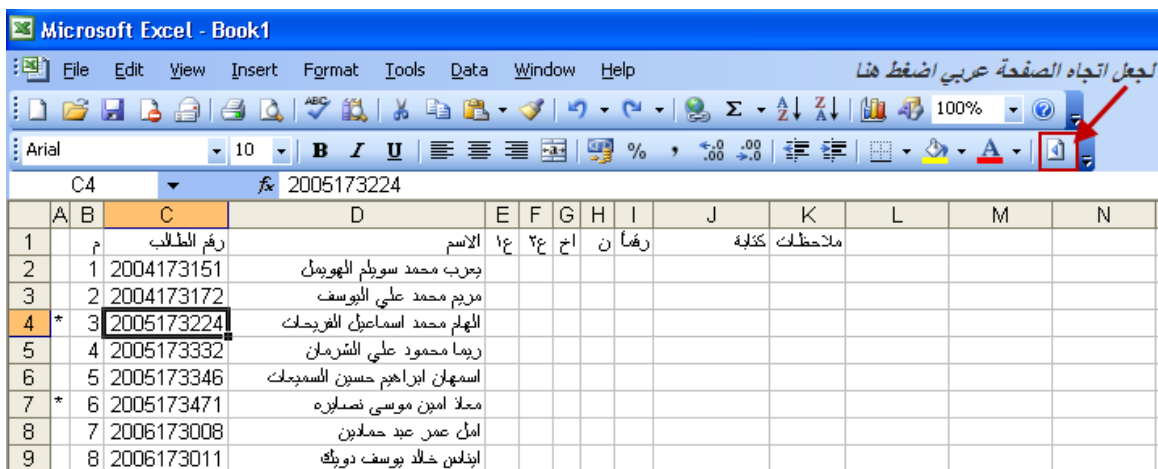 Microsoft Excel - Book1
File Edit View Insert Format Tools Data Window Help
لجعل اتجاه الصفحة عربي اضغط هنا
100%
Arial 10 B I U % ,
C4 fx 2005173224
A B C D E F G H I J K L M N
1 م رقم الطالب الاسم ع١ ع٢ اخ ن رقماً كتابة ملاحظات
2 1 2004173151 يعرب محمد سويلم الهويمل
3 2 2004173172 مريم محمد علي اليوسف
4 * 3 2005173224 الهام محمد اسماعيل الفريحات
5 4 2005173332 ريما محمود علي الشرمان
6 5 2005173346 اسمهان ابراهيم حسين السميعات
7 * 6 2005173471 معاذ امين موسى نصايره
8 7 2006173008 امل عمر عبد حمادين
9 8 2006173011 ايناس خالد يوسف دويك